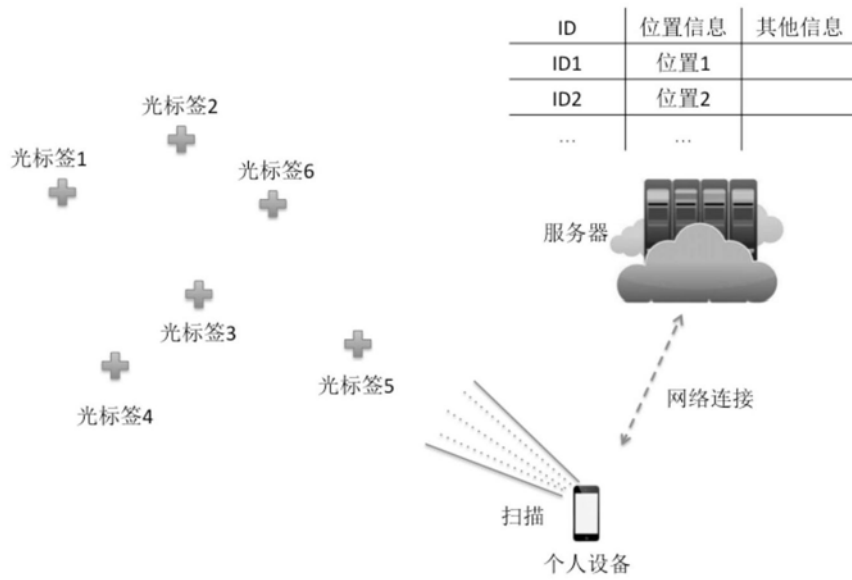 ID 位置信息 其他信息
ID1 位置1
ID2 位置2
… …
光标签2
光标签1
光标签6
服务器
光标签3
光标签5
光标签4
网络连接
扫描
个人设备